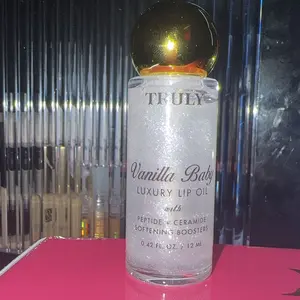 TRULY
Vanilla Baby
LUXURY LIP OIL
with
PEPTIDE + CERAMIDE
SOFTENING BOOSTERS
0.42 FL. OZ. - 12 ML